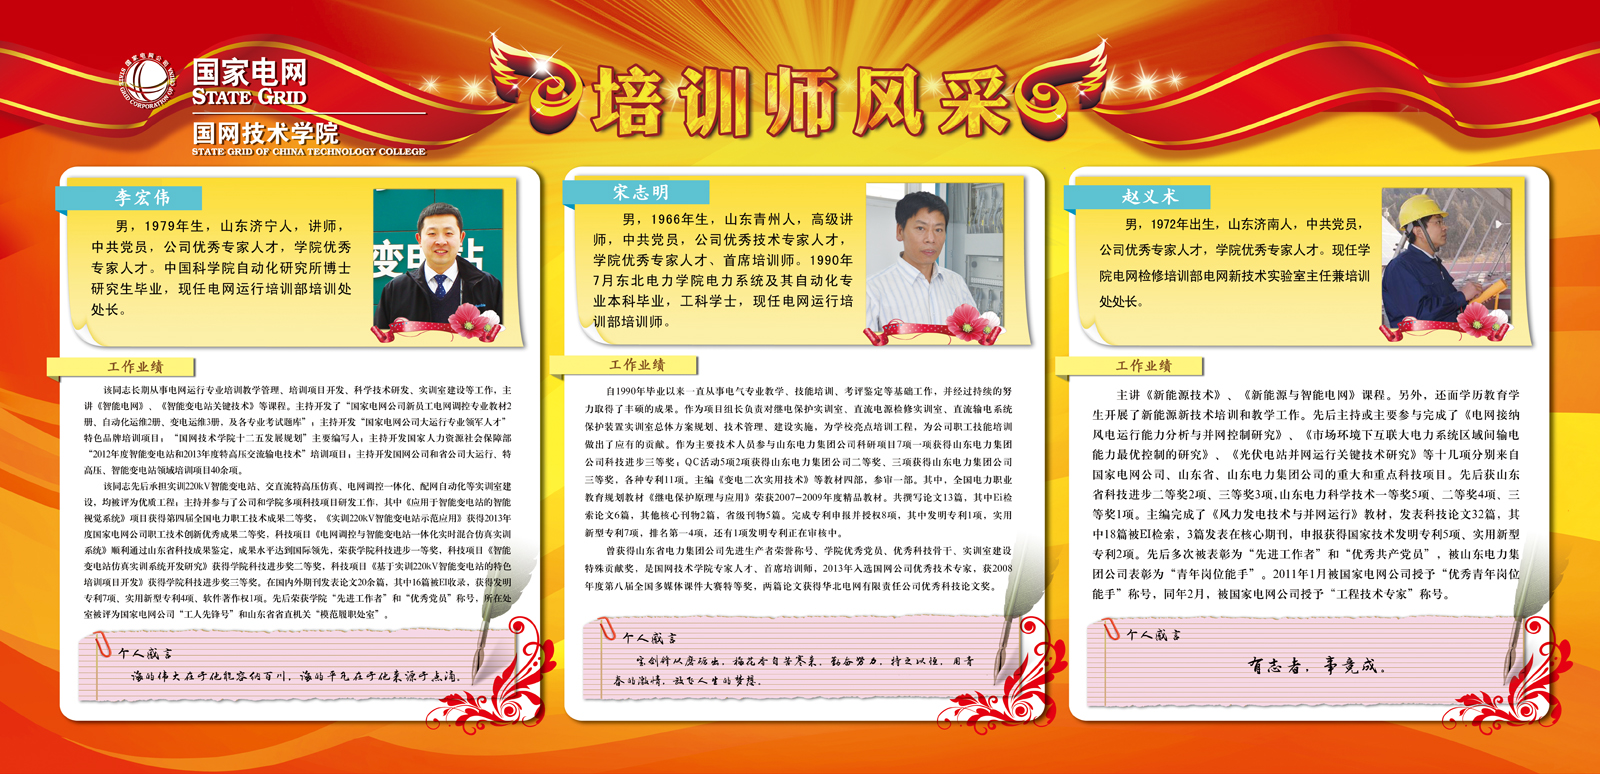 国家电网
STATE GRID
国网技术学院
STATE GRID OF CHINA TECHNOLOGY COLLEGE
培训师风采
李宏伟
男，1979年生，山东济宁人，讲师，
中共党员，公司优秀专家人才，学院优秀
专家人才。中国科学院自动化研究所博士
研究生毕业，现任电网运行培训部培训处
处长。
变电站
工作业绩
该同志长期从事电网运行专业培训教学管理、培训项目开发、科学技术研发、实训室建设等工作，主
讲《智能电网》、《智能变电站关键技术》等课程。主持开发了“国家电网公司新员工电网调控专业教材2
册、自动化运维2册、变电运维3册，及各专业考试题库”；主持开发“国家电网公司大运行专业领军人才”
特色品牌培训项目；“国网技术学院十二五发展规划”主要编写人；主持开发国家人力资源社会保障部
“2012年度智能变电站和2013年度特高压交流输电技术”培训项目；主持开发国网公司和省公司大运行、特
高压、智能变电站领域培训项目40余项。
该同志先后承担实训220kV智能变电站、交直流特高压仿真、电网调控一体化、配网自动化等实训室建
设，均被评为优质工程；主持并参与了公司和学院多项科技项目研发工作，其中《应用于智能变电站的智能
视觉系统》项目获得第四届全国电力职工技术成果二等奖，《实训220kV智能变电站示范应用》获得2013年
度国家电网公司职工技术创新优秀成果二等奖，科技项目《电网调控与智能变电站一体化实时混合仿真实训
系统》顺利通过山东省科技成果鉴定，成果水平达到国际领先，荣获学院科技进步一等奖，科技项目《智能
变电站仿真实训系统开发研究》获得学院科技进步奖二等奖，科技项目《基于实训220kV智能变电站的特色
培训项目开发》获得学院科技进步奖三等奖。在国内外期刊发表论文20余篇，其中16篇被EI收录，获得发明
专利7项、实用新型专利4项、软件著作权1项。先后荣获学院“先进工作者”和“优秀党员”称号，所在处
室被评为国家电网公司“工人先锋号”和山东省省直机关“模范履职处室”。
个人感言
海的伟大在于他能容纳百川，海的平凡在于他来源于点滴。
宋志明
男，1966年生，山东青州人，高级讲
师，中共党员，公司优秀技术专家人才，
学院优秀专家人才、首席培训师。1990年
7月东北电力学院电力系统及其自动化专
业本科毕业，工科学士，现任电网运行培
训部培训师。
工作业绩
自1990年毕业以来一直从事电气专业教学、技能培训、考评鉴定等基础工作，并经过持续的努
力取得了丰硕的成果。作为项目组长负责对继电保护实训室、直流电源检修实训室、直流输电系统
保护装置实训室总体方案规划、技术管理、建设实施，为学校亮点培训工程，为公司职工技能培训
做出了应有的贡献。作为主要技术人员参与山东电力集团公司科研项目7项一项获得山东电力集团
公司科技进步三等奖；QC活动5项2项获得山东电力集团公司二等奖、三项获得山东电力集团公司
三等奖，各种专利11项。主编《变电二次实用技术》等教材四部，参审一部。其中，全国电力职业
教育规划教材《继电保护原理与应用》荣获2007-2009年度精品教材。共撰写论文13篇，其中Ei检
索论文6篇，其他核心刊物2篇，省级刊物5篇。完成专利申报并授权8项，其中发明专利1项，实用
新型专利7项，排名第一4项，还有1项发明专利正在审核中。
曾获得山东省电力集团公司先进生产者荣誉称号、学院优秀党员、优秀科技骨干、实训室建设
特殊贡献奖，是国网技术学院专家人才、首席培训师，2013年入选国网公司优秀技术专家，获2008
年度第八届全国多媒体课件大赛特等奖，两篇论文获得华北电网有限责任公司优秀科技论文奖。
个人感言
宝剑锋从磨砺出，梅花香自苦寒来，勤奋努力，持之以恒，用青
春的激情，放飞人生的梦想。
赵义术
男，1972年出生，山东济南人，中共党员，
公司优秀专家人才，学院优秀专家人才。现任学
院电网检修培训部电网新技术实验室主任兼培训
处处长。
工作业绩
主讲《新能源技术》、《新能源与智能电网》课程。另外，还面学历教育学
生开展了新能源新技术培训和教学工作。先后主持或主要参与完成了《电网接纳
风电运行能力分析与并网控制研究》、《市场环境下互联大电力系统区域间输电
能力最优控制的研究》、《光伏电站并网运行关键技术研究》等十几项分别来自
国家电网公司、山东省、山东电力集团公司的重大和重点科技项目。先后获山东
省科技进步二等奖2项、三等奖3项,山东电力科学技术一等奖5项、二等奖4项、三
等奖1项。主编完成了《风力发电技术与并网运行》教材，发表科技论文32篇，其
中18篇被EI检索，3篇发表在核心期刊，申报获得国家技术发明专利5项、实用新型
专利2项。先后多次被表彰为“先进工作者”和“优秀共产党员”，被山东电力集
团公司表彰为“青年岗位能手”。2011年1月被国家电网公司授予“优秀青年岗位
能手”称号，同年2月，被国家电网公司授予“工程技术专家”称号。
个人感言
有志者，事竟成。